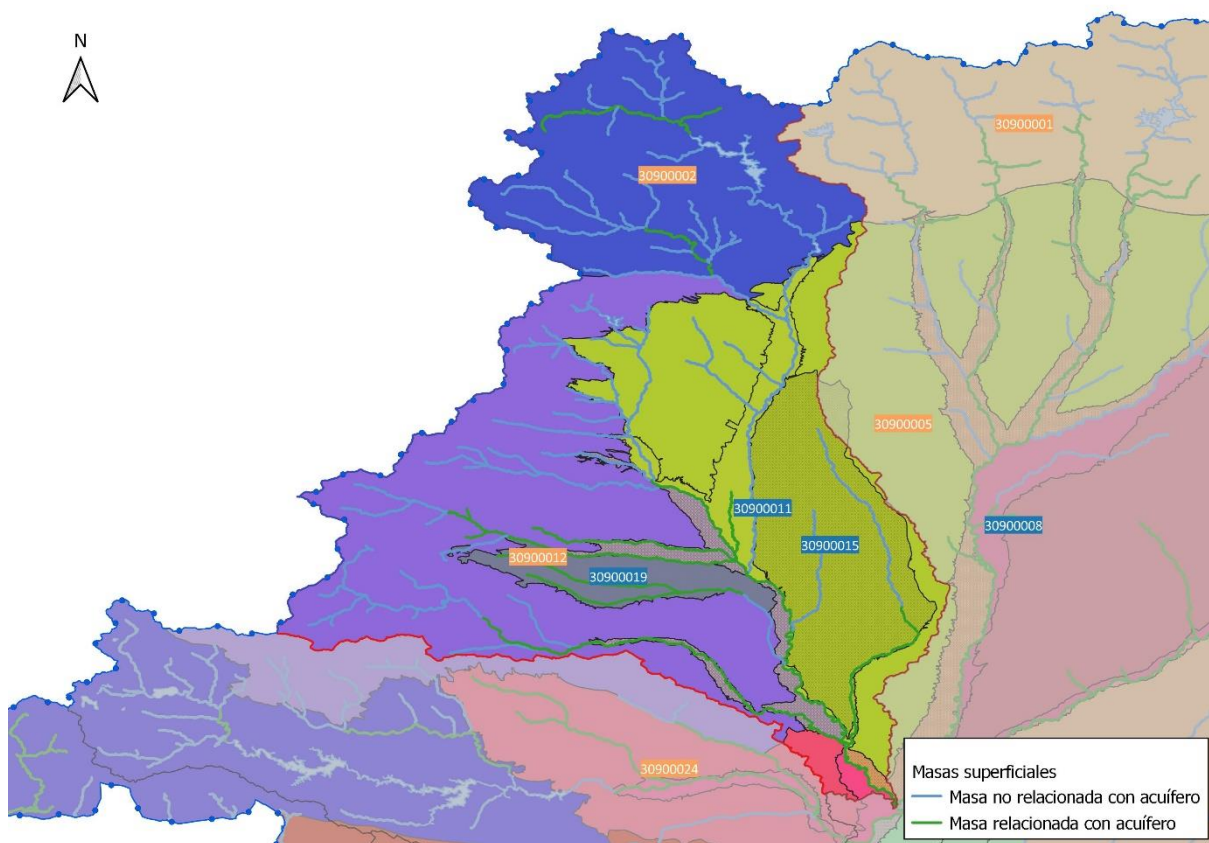 N
30900001
30900002
30900005
30900011
30900008
30900015
30900012
30900019
30900024
Masas superficiales
Masa no relacionada con acuífero
Masa relacionada con acuífero